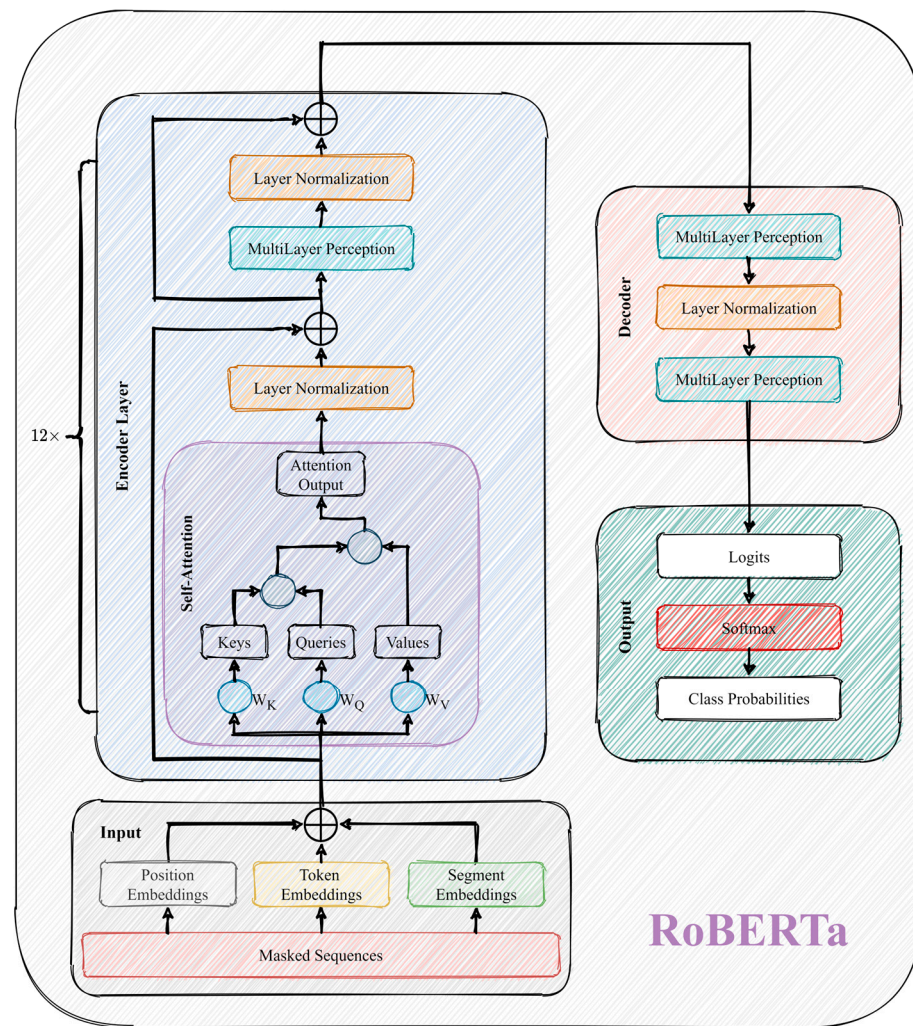 Layer Normalization
MultiLayer Perception
Layer Normalization
Encoder Layer
12×
Attention
Output
Self-Attention
Keys
Queries
Values
W_K
W_Q
W_V
Input
Position
Embeddings
Token
Embeddings
Segment
Embeddings
Masked Sequences
Decoder
MultiLayer Perception
Layer Normalization
MultiLayer Perception
Output
Logits
Softmax
Class Probabilities
RoBERTa